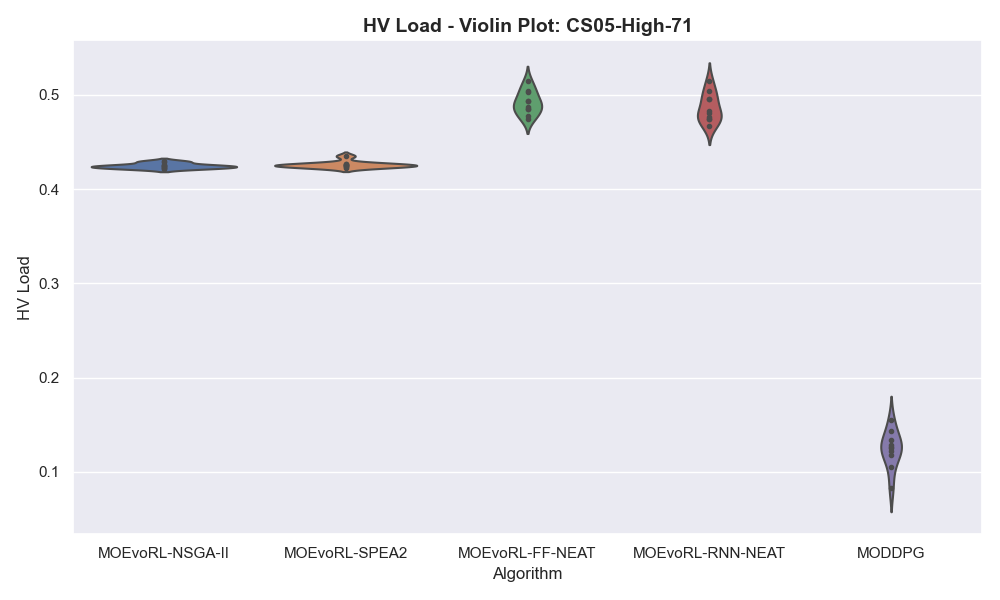 HV Load - Violin Plot: CS05-High-71
HV Load
0.5
0.4
0.3
0.2
0.1
MOEvoRL-NSGA-II
MOEvoRL-SPEA2
MOEvoRL-FF-NEAT
MOEvoRL-RNN-NEAT
MODDPG
Algorithm